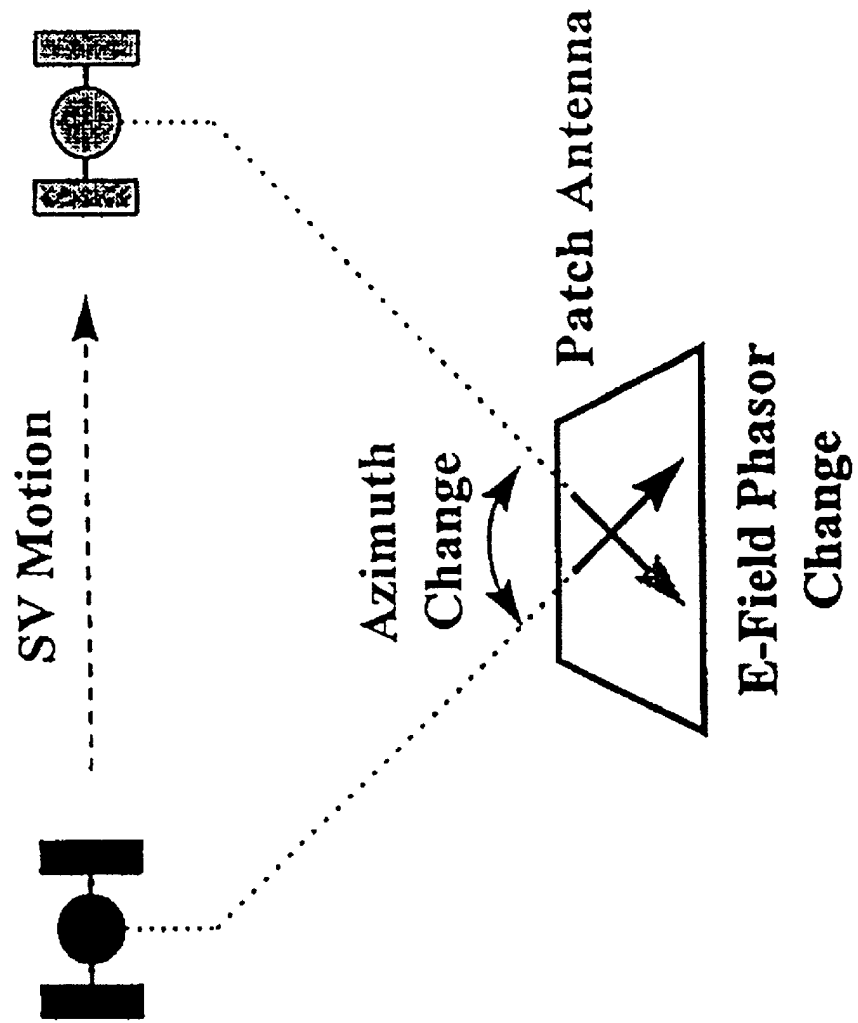 SV Motion
Azimuth
Change
Patch Antenna
E-Field Phasor
Change